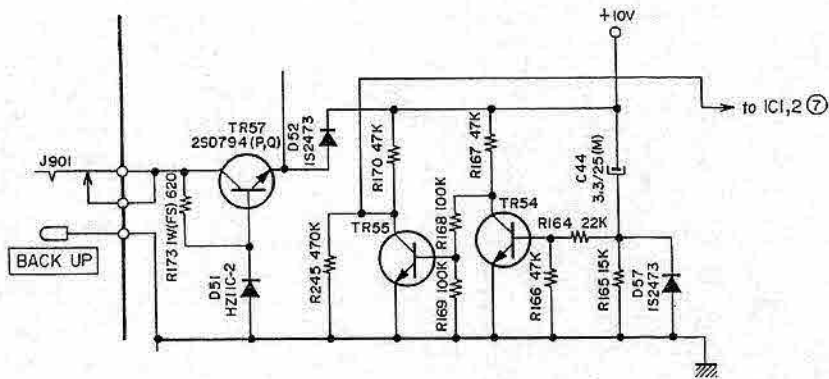 +10V
to IC1,2 ⑦
TR57
2SD794 (P,Q)
D52
1S2473
R170 47K
R167 47K
C44
3.3/25(M)
J901
R173 1W(FS) 620
TR55
R168 100K
TR54
R164 22K
BACK UP
D51
HZ11C-2
R245 470K
R169 100K
R166 47K
R165 15K
D57
1S2473